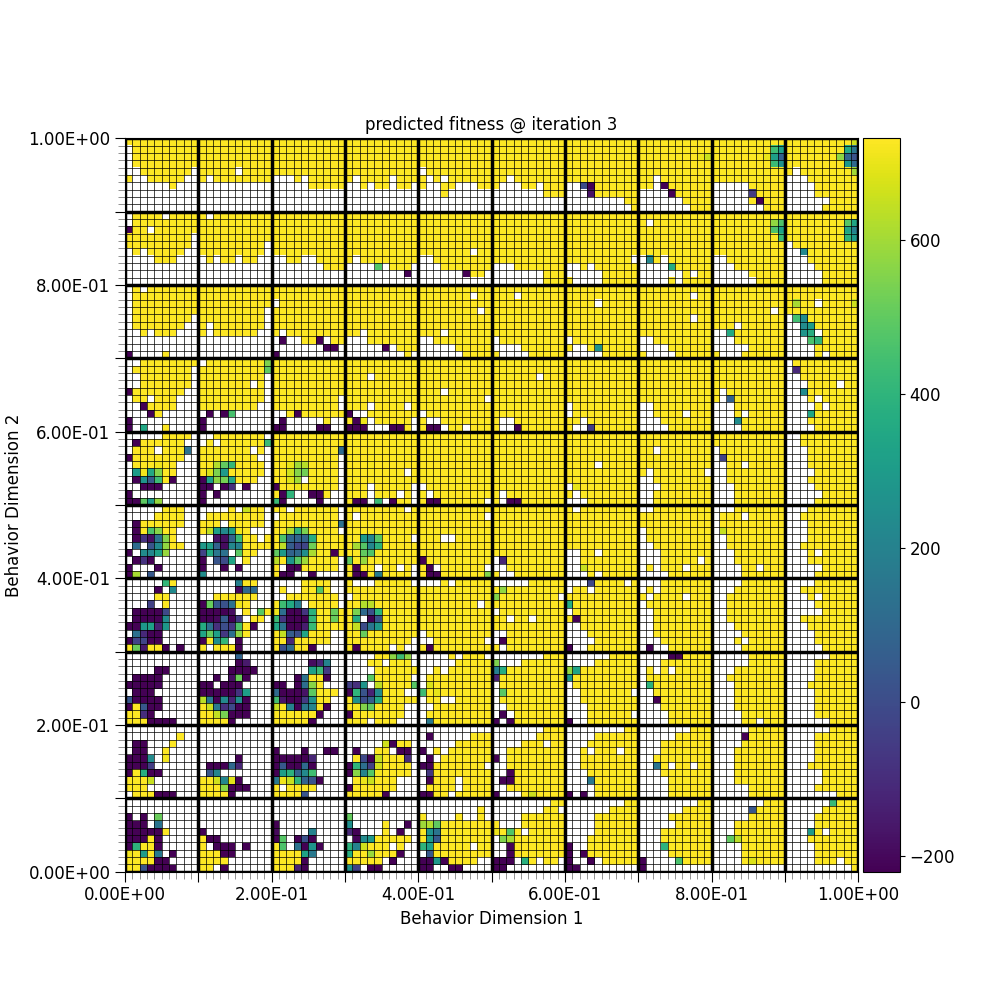 predicted fitness @ iteration 3
1.00E+00
8.00E-01
6.00E-01
4.00E-01
2.00E-01
0.00E+00
Behavior Dimension 2
0.00E+00 2.00E-01 4.00E-01 6.00E-01 8.00E-01 1.00E+00
Behavior Dimension 1
600
400
200
0
−200